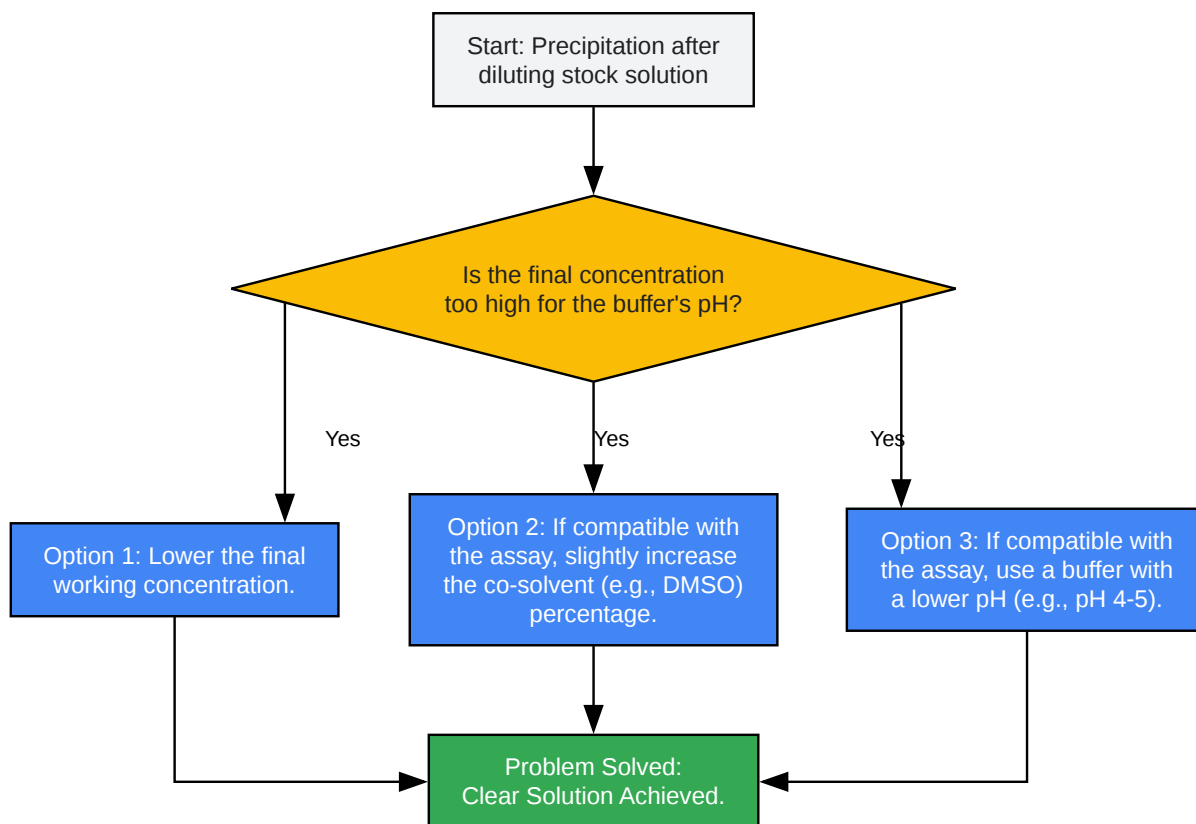 Start: Precipitation after
diluting stock solution
Is the final concentration
too high for the buffer's pH?
Yes
Yes
Yes
Option 1: Lower the final
working concentration.
Option 2: If compatible with
the assay, slightly increase
the co-solvent (e.g., DMSO)
percentage.
Option 3: If compatible with
the assay, use a buffer with
a lower pH (e.g., pH 4-5).
Problem Solved:
Clear Solution Achieved.